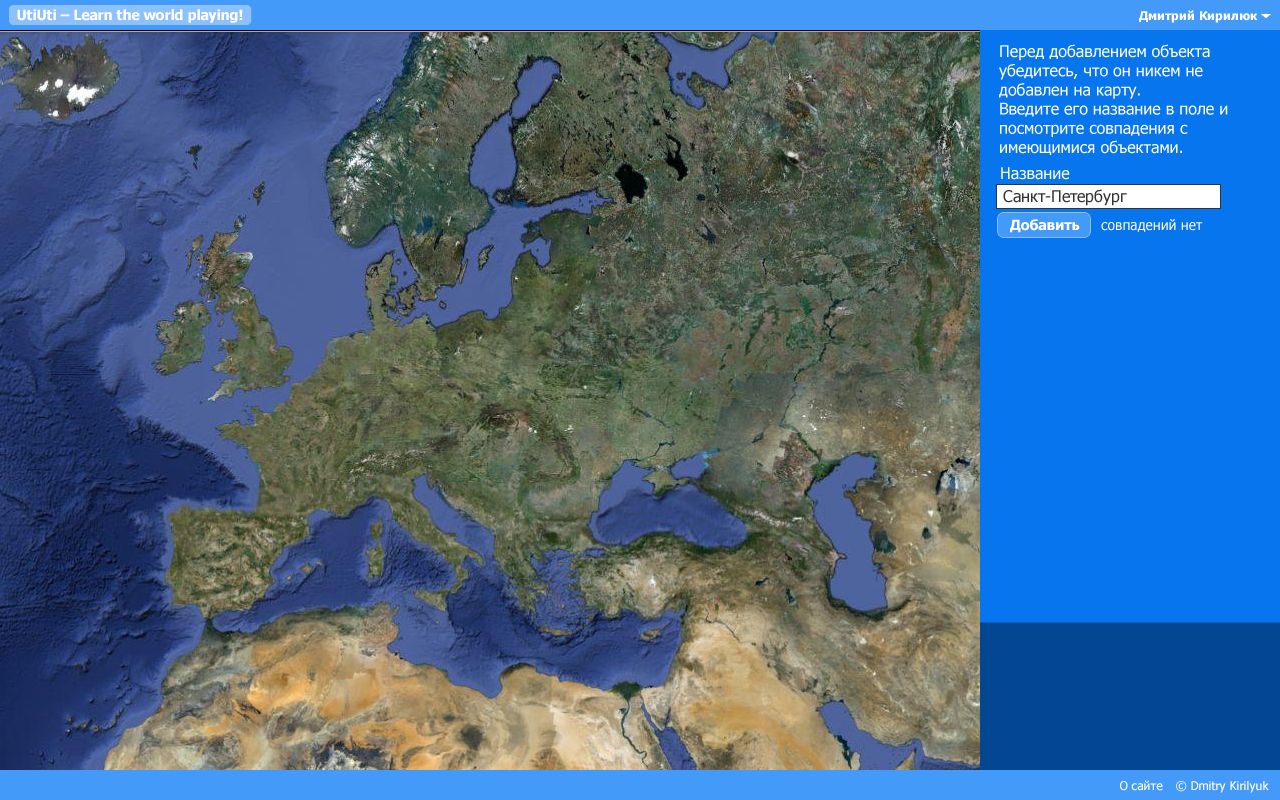 UtiUti – Learn the world playing!
Дмитрий Кирилюк
Перед добавлением объекта
убедитесь, что он никем не
добавлен на карту.
Введите его название в поле и
посмотрите совпадения с
имеющимися объектами.
Название
Санкт-Петербург
Добавить совпадений нет
О сайте © Dmitry Kirilyuk